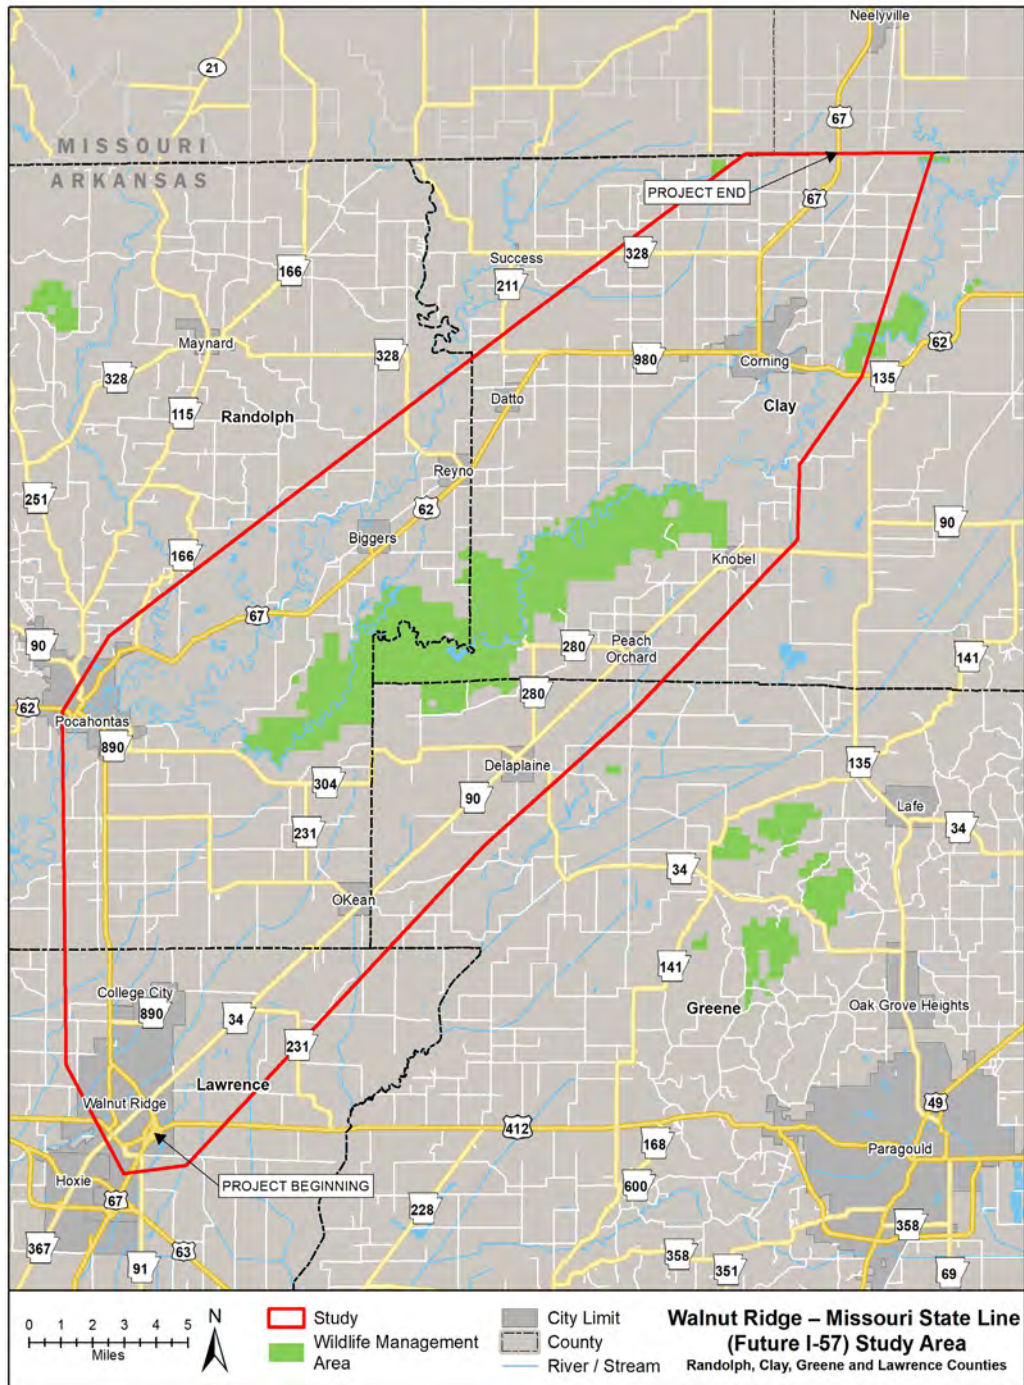 Neelyville
21
67
MISSOURI
ARKANSAS
PROJECT END
67
328
Success
166
211
Maynard
328
980
Corning
62
135
328
Datto
Clay
115
Randolph
Reyno
251
62
90
Biggers
166
Knobel
67
90
280
Peach
Orchard
141
62
280
Pocahontas
890
Delaplaine
135
304
90
Lafe
231
34
34
OKean
141
College City
890
34
Greene
Oak Grove Heights
231
Lawrence
Walnut Ridge
49
412
168
Paragould
Hoxie
PROJECT BEGINNING
600
67
228
358
367
63
91
358
351
69
0 1 2 3 4 5
Miles
N
Study
Wildlife Management
Area
City Limit
County
River / Stream
Walnut Ridge – Missouri State Line
(Future I-57) Study Area
Randolph, Clay, Greene and Lawrence Counties